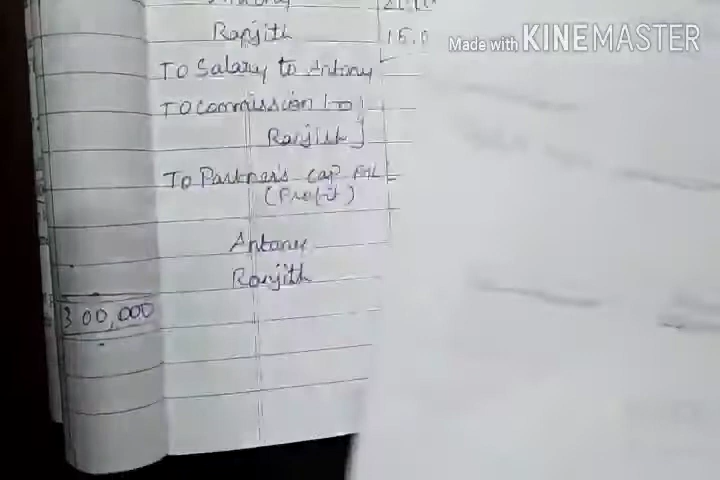 Ranjith
15.0
Made with KINEMASTER
To Salary to Antony
To commission to
Ranjith
To Partner's cap A/c
(Profit)
Antony
Ranjith
300,000